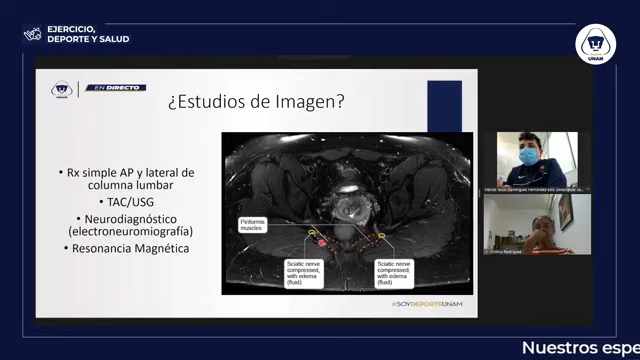 EJERCICIO,
DEPORTE Y SALUD
UNAM
EN DIRECTO
¿Estudios de Imagen?
• Rx simple AP y lateral de
columna lumbar
• TAC/USG
• Neurodiagnóstico
(electroneuromiografía)
• Resonancia Magnética
Piriformis
muscles
Sciatic nerve
compressed,
with edema
(fluid)
Sciatic nerve
compressed,
with edema
(fluid)
#SOYDEPORTEUNAM
Nuestros espe